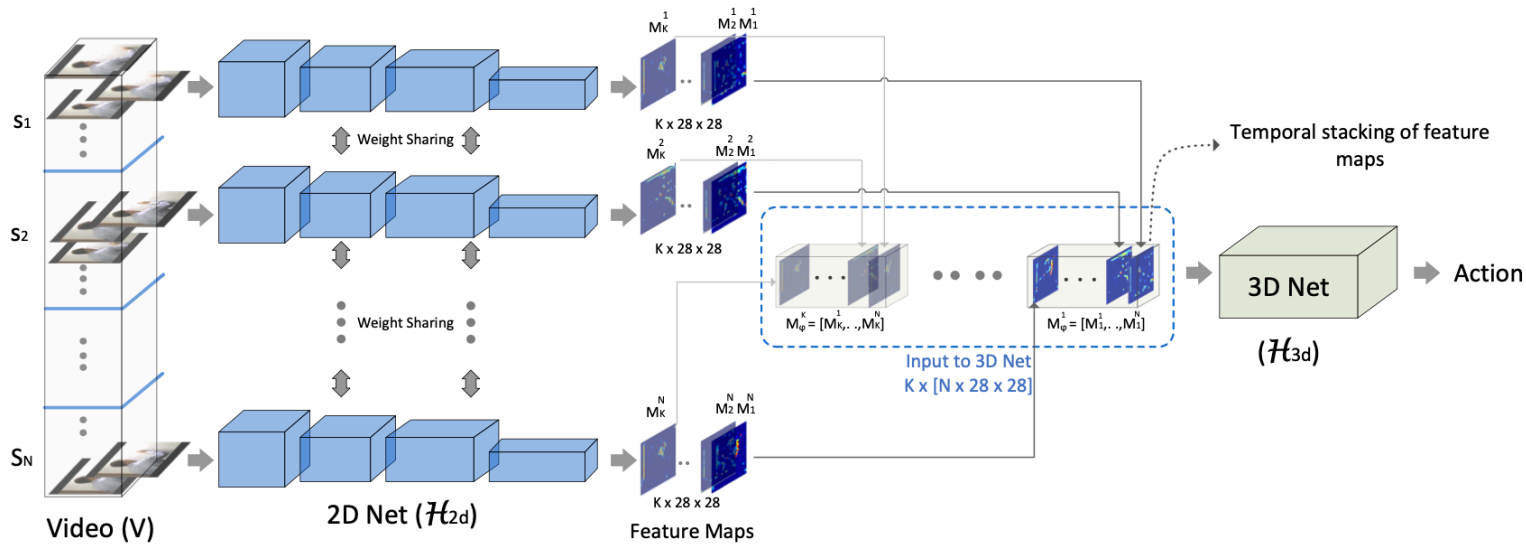 S1
S2
SN
Video (V)
Weight Sharing
Weight Sharing
2D Net (ℋ2d)
M_K^1 M_2^1 M_1^1
K x 28 x 28
M_K^2 M_2^2 M_1^2
K x 28 x 28
M_K^N M_2^N M_1^N
K x 28 x 28
Feature Maps
M_φ^K = [M_K^1,. .,M_K^N]
M_φ^1 = [M_1^1,. .,M_1^N]
Input to 3D Net
K x [N x 28 x 28]
Temporal stacking of feature
maps
3D Net
(ℋ3d)
Action